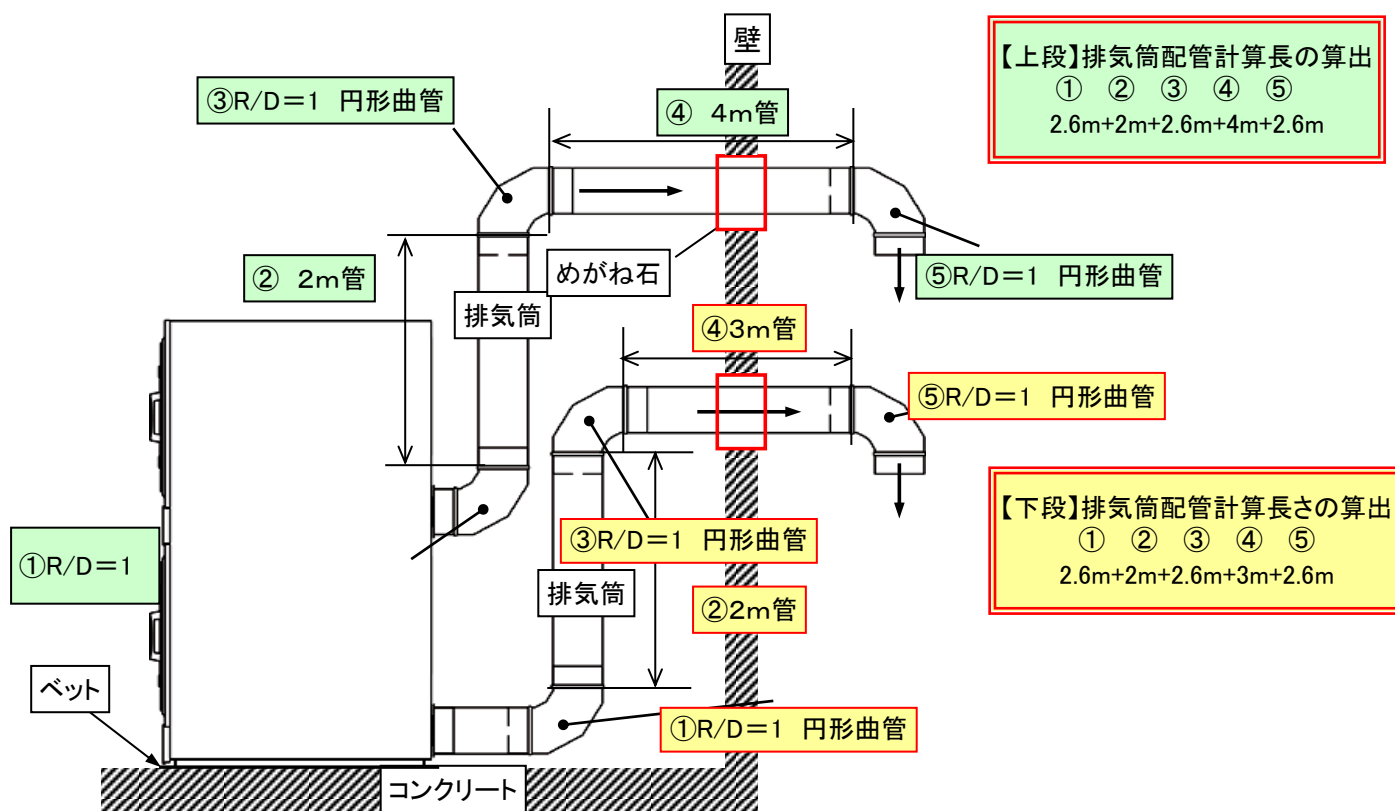 壁
【上段】排気筒配管計算長の算出
① ② ③ ④ ⑤
2.6m+2m+2.6m+4m+2.6m
③R/D=1 円形曲管
④ 4m管
② 2m管
めがね石
⑤R/D=1 円形曲管
排気筒
④3m管
⑤R/D=1 円形曲管
【下段】排気筒配管計算長さの算出
① ② ③ ④ ⑤
2.6m+2m+2.6m+3m+2.6m
③R/D=1 円形曲管
①R/D=1
排気筒
②2m管
ベット
①R/D=1 円形曲管
コンクリート